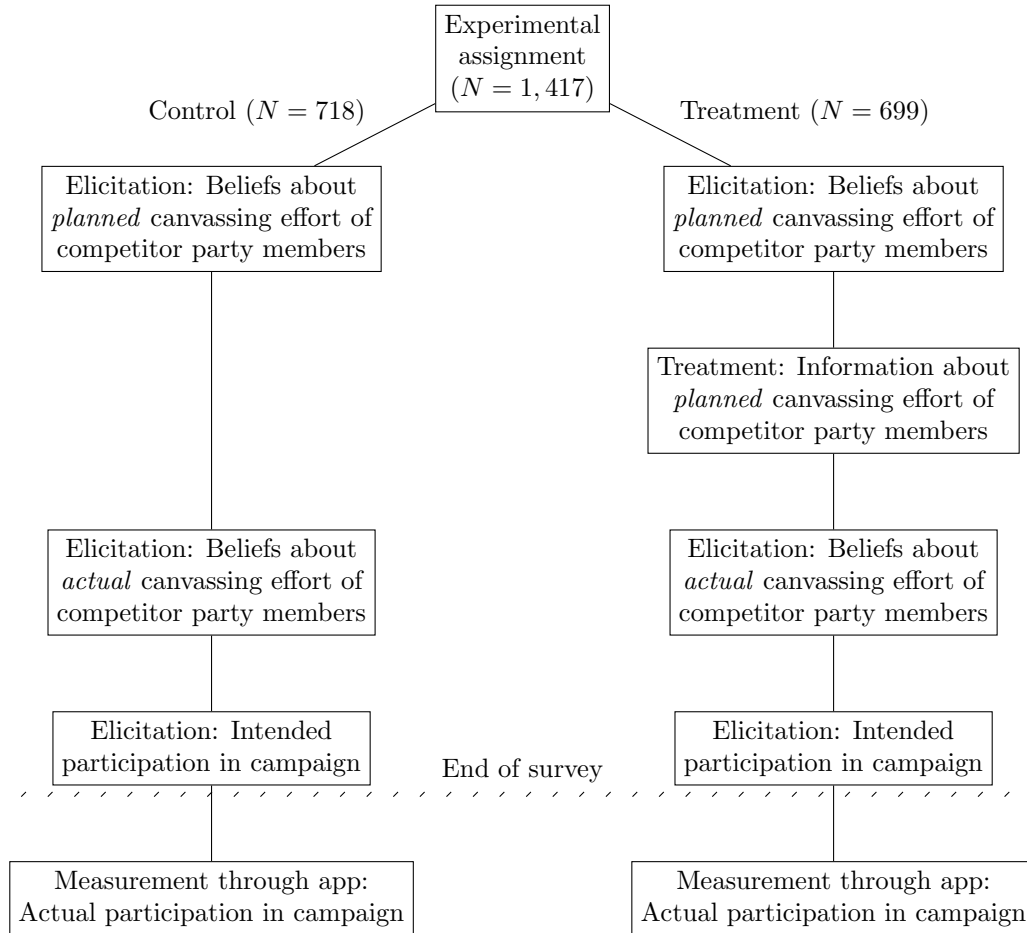 Experimental
assignment
(N = 1, 417)
Control (N = 718)
Treatment (N = 699)
Elicitation: Beliefs about
planned canvassing effort of
competitor party members
Elicitation: Beliefs about
planned canvassing effort of
competitor party members
Treatment: Information about
planned canvassing effort of
competitor party members
Elicitation: Beliefs about
actual canvassing effort of
competitor party members
Elicitation: Beliefs about
actual canvassing effort of
competitor party members
Elicitation: Intended
participation in campaign
Elicitation: Intended
participation in campaign
End of survey
Measurement through app:
Actual participation in campaign
Measurement through app:
Actual participation in campaign